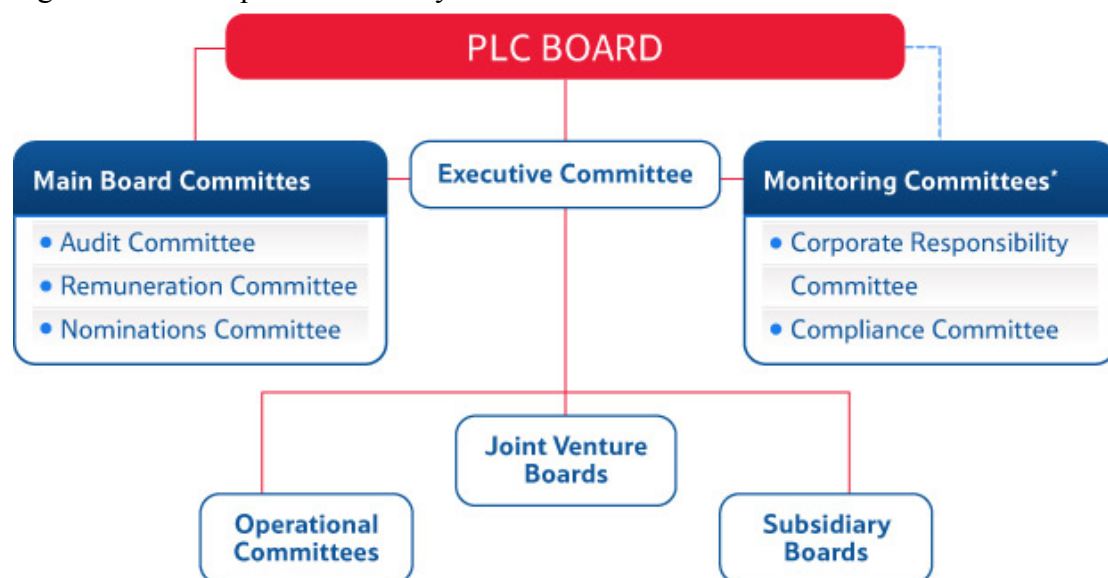 PLC BOARD
Main Board Committes
• Audit Committee
• Remuneration Committee
• Nominations Committee
Executive Committee
Monitoring Committees*
• Corporate Responsibility
Committee
• Compliance Committee
Joint Venture
Boards
Operational
Committees
Subsidiary
Boards